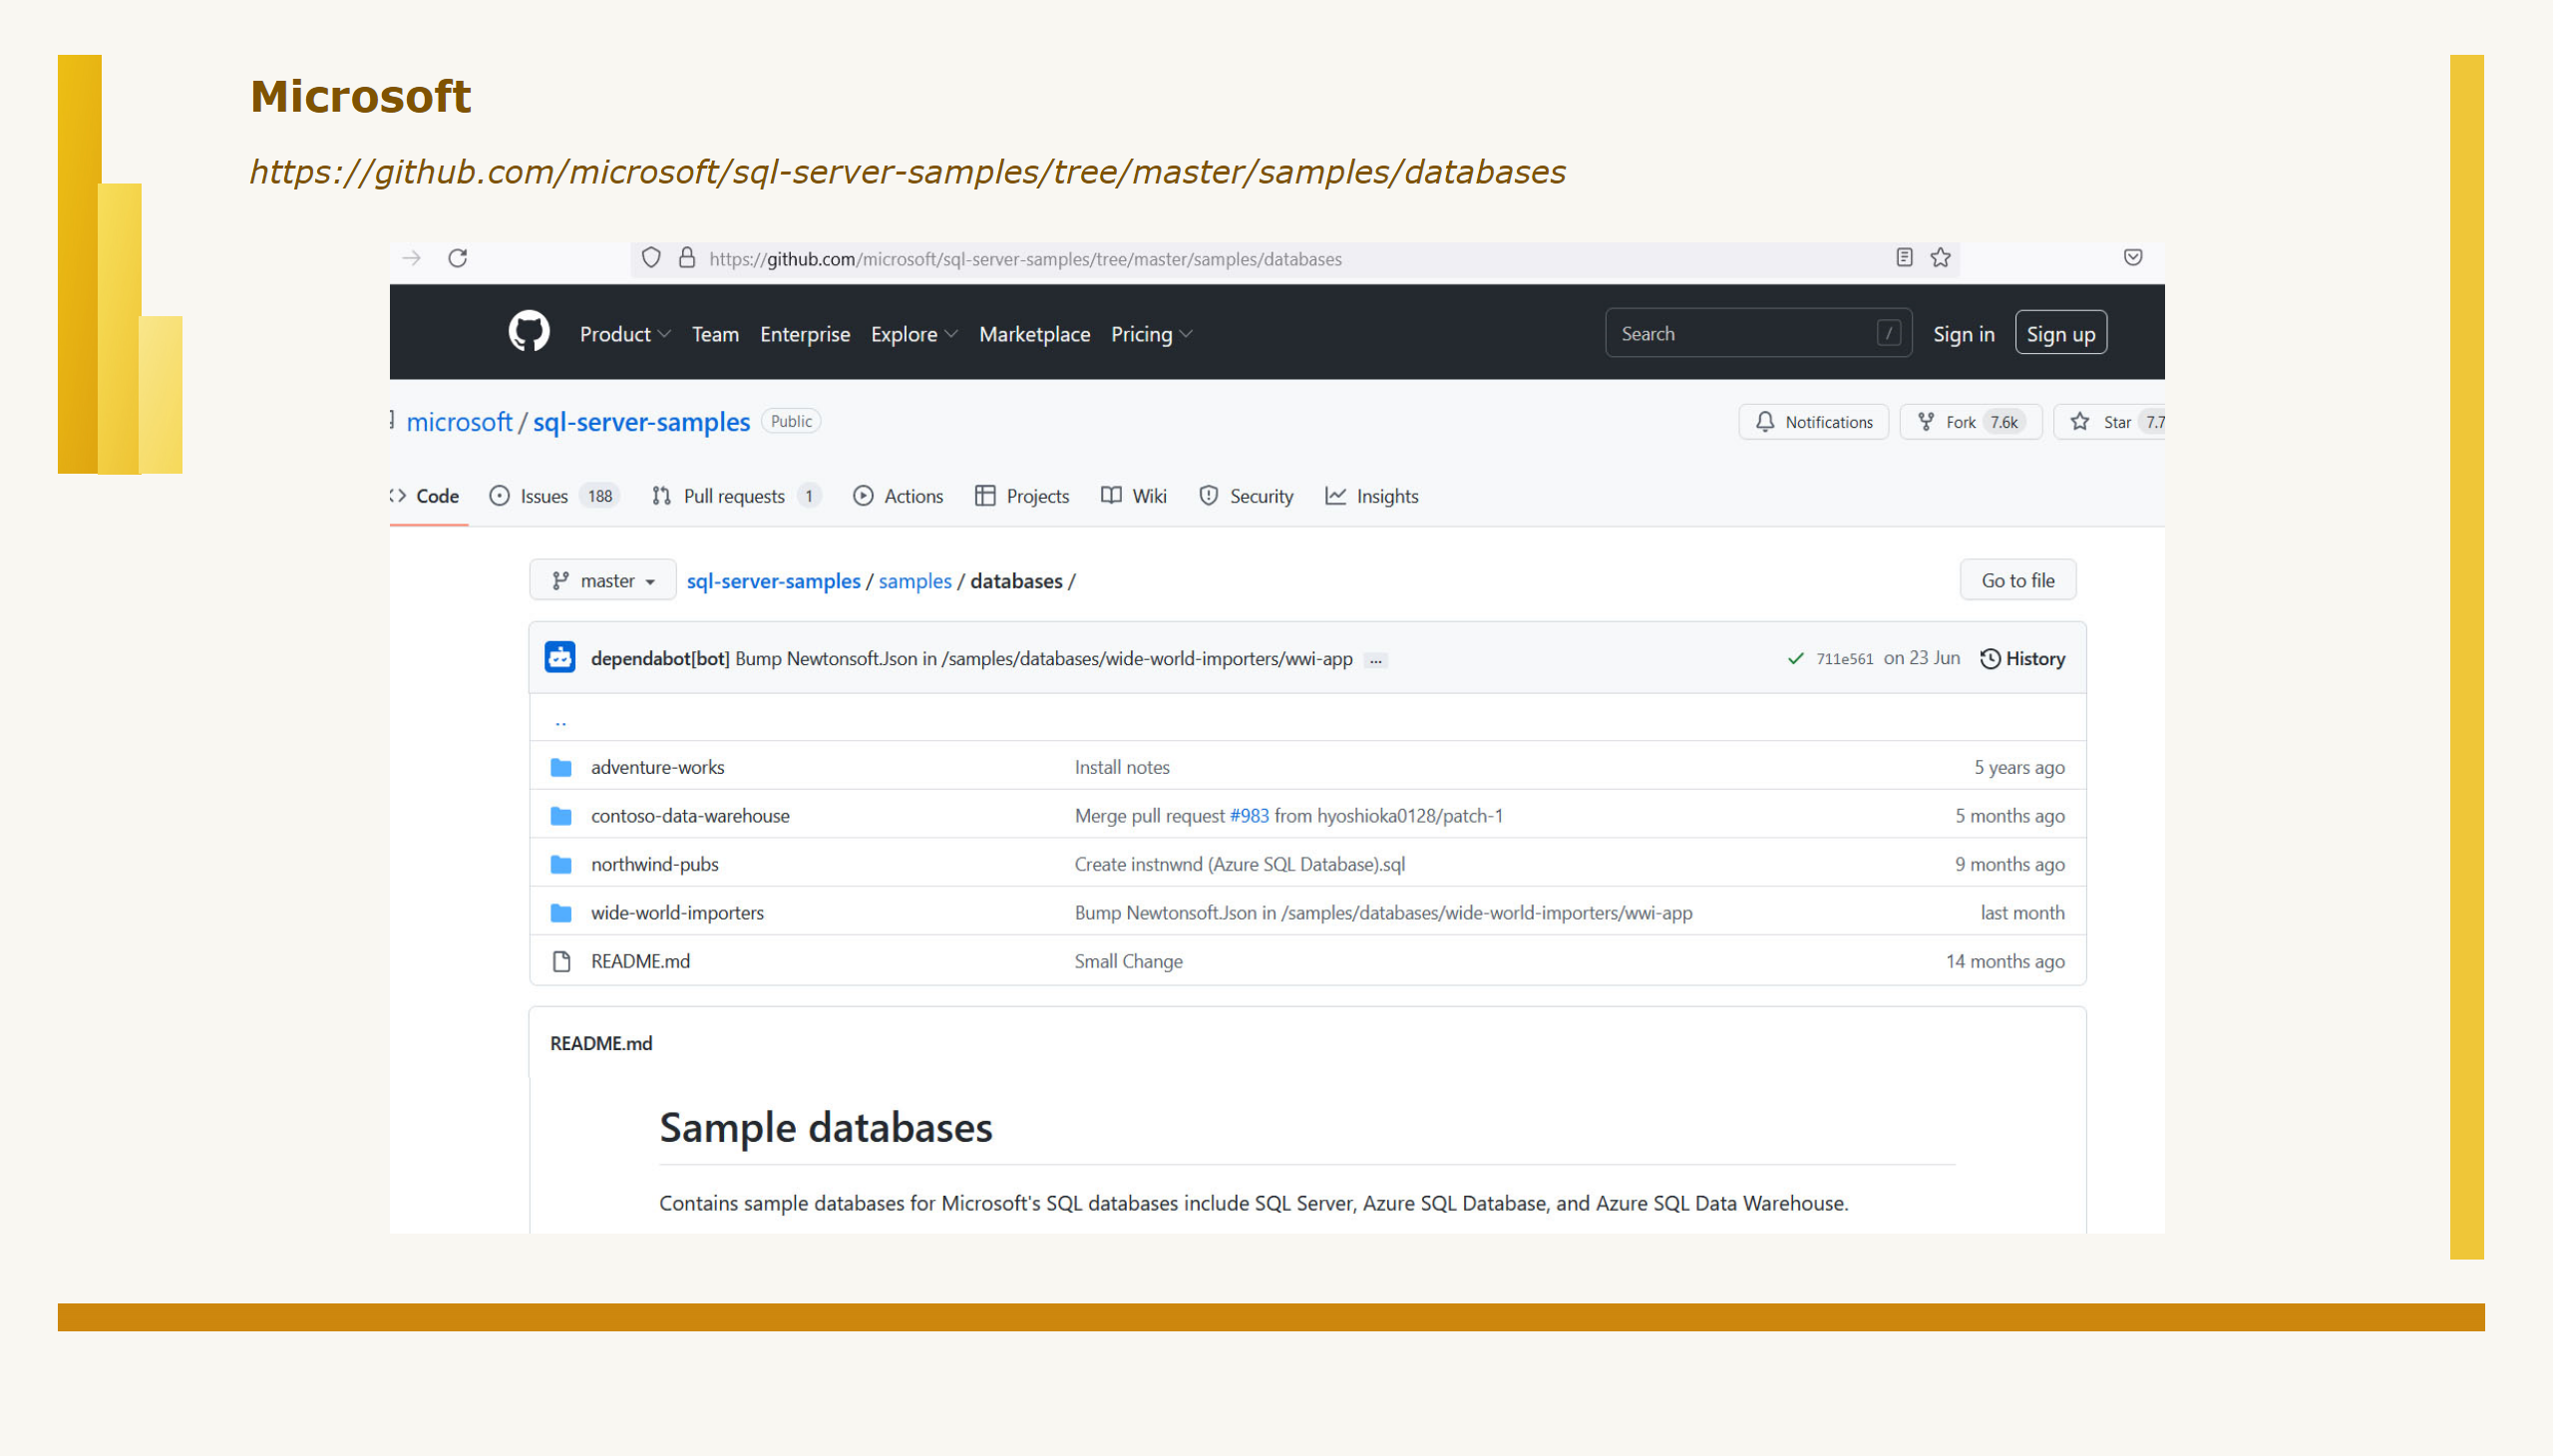 Microsoft
https://github.com/microsoft/sql-server-samples/tree/master/samples/databases
https://github.com/microsoft/sql-server-samples/tree/master/samples/databases
Product Team Enterprise Explore Marketplace Pricing Search / Sign in Sign up
microsoft / sql-server-samples Public Notifications Fork 7.6k Star 7.7
Code Issues 188 Pull requests 1 Actions Projects Wiki Security Insights
master sql-server-samples / samples / databases / Go to file
dependabot[bot] Bump Newtonsoft.Json in /samples/databases/wide-world-importers/wwi-app ... 711e561 on 23 Jun History
..
adventure-works Install notes 5 years ago
contoso-data-warehouse Merge pull request #983 from hyoshioka0128/patch-1 5 months ago
northwind-pubs Create instnwnd (Azure SQL Database).sql 9 months ago
wide-world-importers Bump Newtonsoft.Json in /samples/databases/wide-world-importers/wwi-app last month
README.md Small Change 14 months ago
README.md
Sample databases
Contains sample databases for Microsoft's SQL databases include SQL Server, Azure SQL Database, and Azure SQL Data Warehouse.